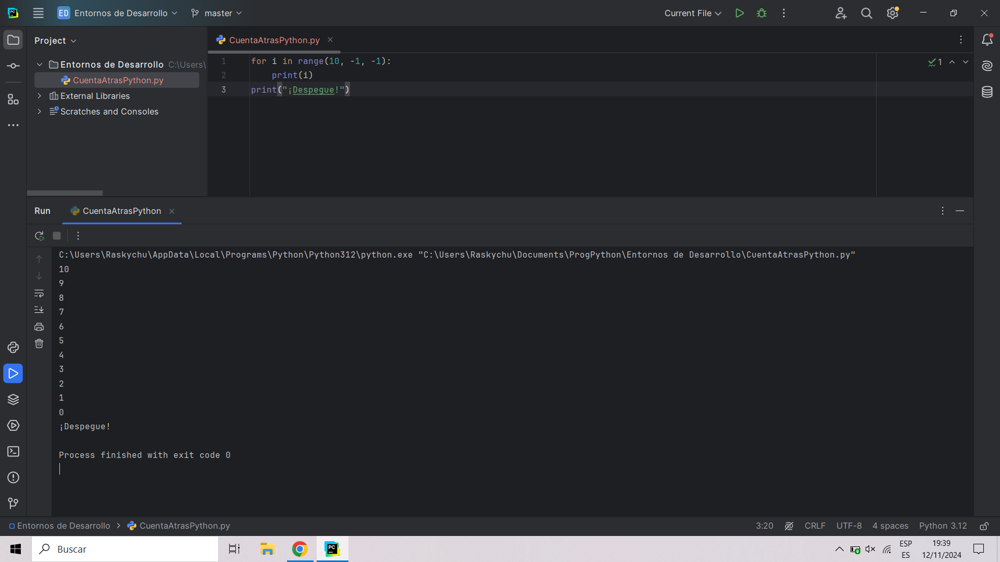 ED Entornos de Desarrollo master Current File
Project
CuentaAtrasPython.py
Entornos de Desarrollo C:\Users\
CuentaAtrasPython.py
External Libraries
Scratches and Consoles
1 for i in range(10, -1, -1):
2 print(i)
3 print("¡Despegue!")
1
Run CuentaAtrasPython
C:\Users\Raskychu\AppData\Local\Programs\Python\Python312\python.exe "C:\Users\Raskychu\Documents\ProgPython\Entornos de Desarrollo\CuentaAtrasPython.py"
10
9
8
7
6
5
4
3
2
1
0
¡Despegue!
Process finished with exit code 0
Entornos de Desarrollo CuentaAtrasPython.py 3:20 CRLF UTF-8 4 spaces Python 3.12
Buscar
PC
ESP
ES
19:39
12/11/2024